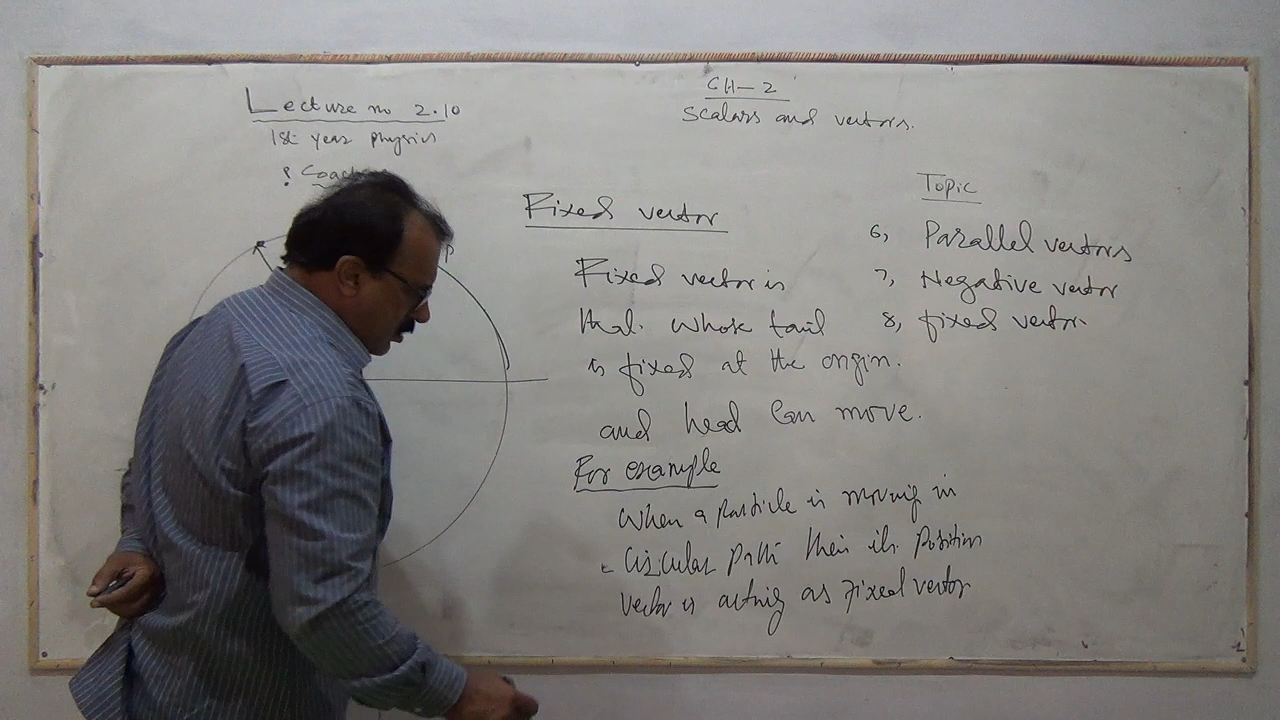 Lecture no 2.10
1st year physics
CH-2
Scalars and vectors.
Topic
6, Parallel vectors
7, Negative vector
8, fixed vector.
Fixed vector
Fixed vector is
that whose tail
is fixed at the origin.
and head can move.
For example
When a particle is moving in
circular path then its position
vector is acting as fixed vector
P